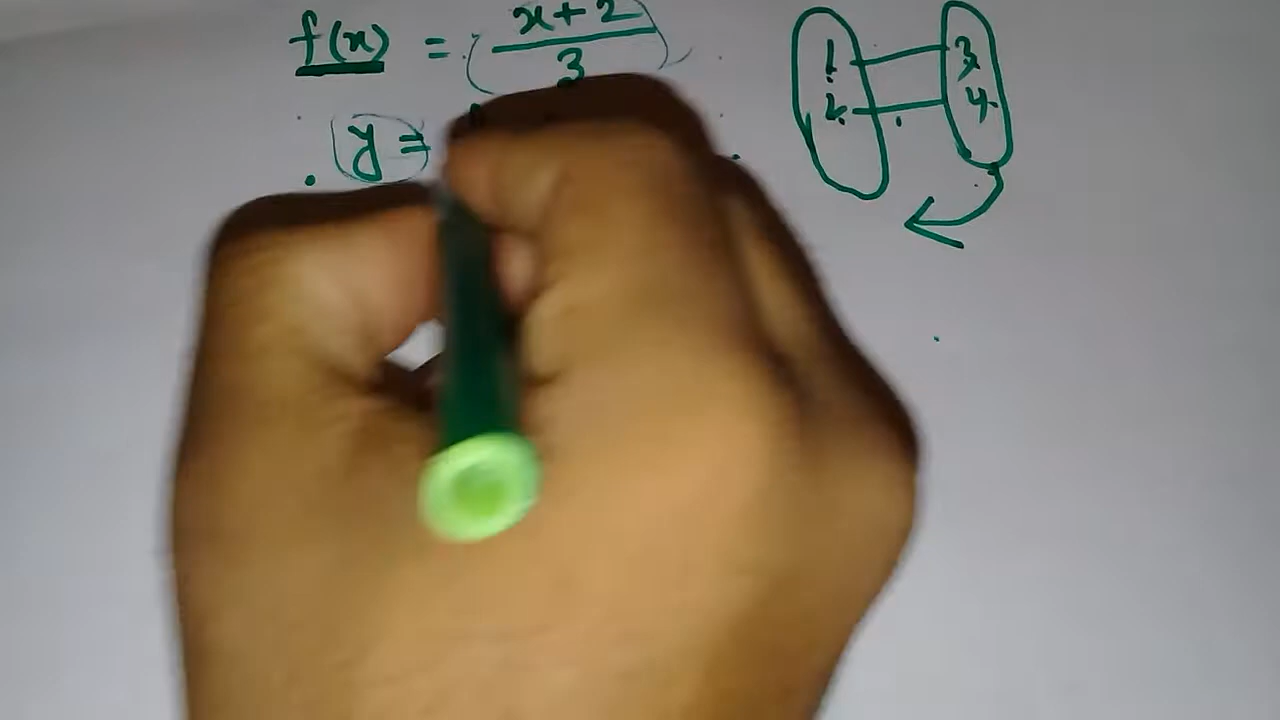 f(x) = (x+2/3)
y =
1 3
2 4